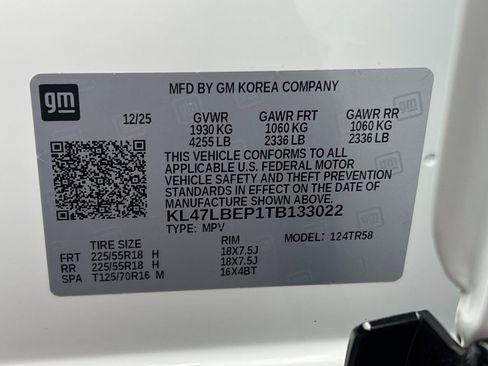 gm
MFD BY GM KOREA COMPANY
12/25 GVWR GAWR FRT GAWR RR
1930 KG 1060 KG 1060 KG
4255 LB 2336 LB 2336 LB
THIS VEHICLE CONFORMS TO ALL
APPLICABLE U.S. FEDERAL MOTOR
VEHICLE SAFETY AND THEFT PREVENTION
STANDARDS IN EFFECT ON THE DATE OF
MANUFACTURE SHOWN ABOVE.
KL47LBEP1TB133022
TYPE: MPV MODEL: 124TR58
TIRE SIZE RIM
FRT 225/55R18 H 18X7.5J
RR 225/55R18 H 18X7.5J
SPA T125/70R16 M 16X4BT